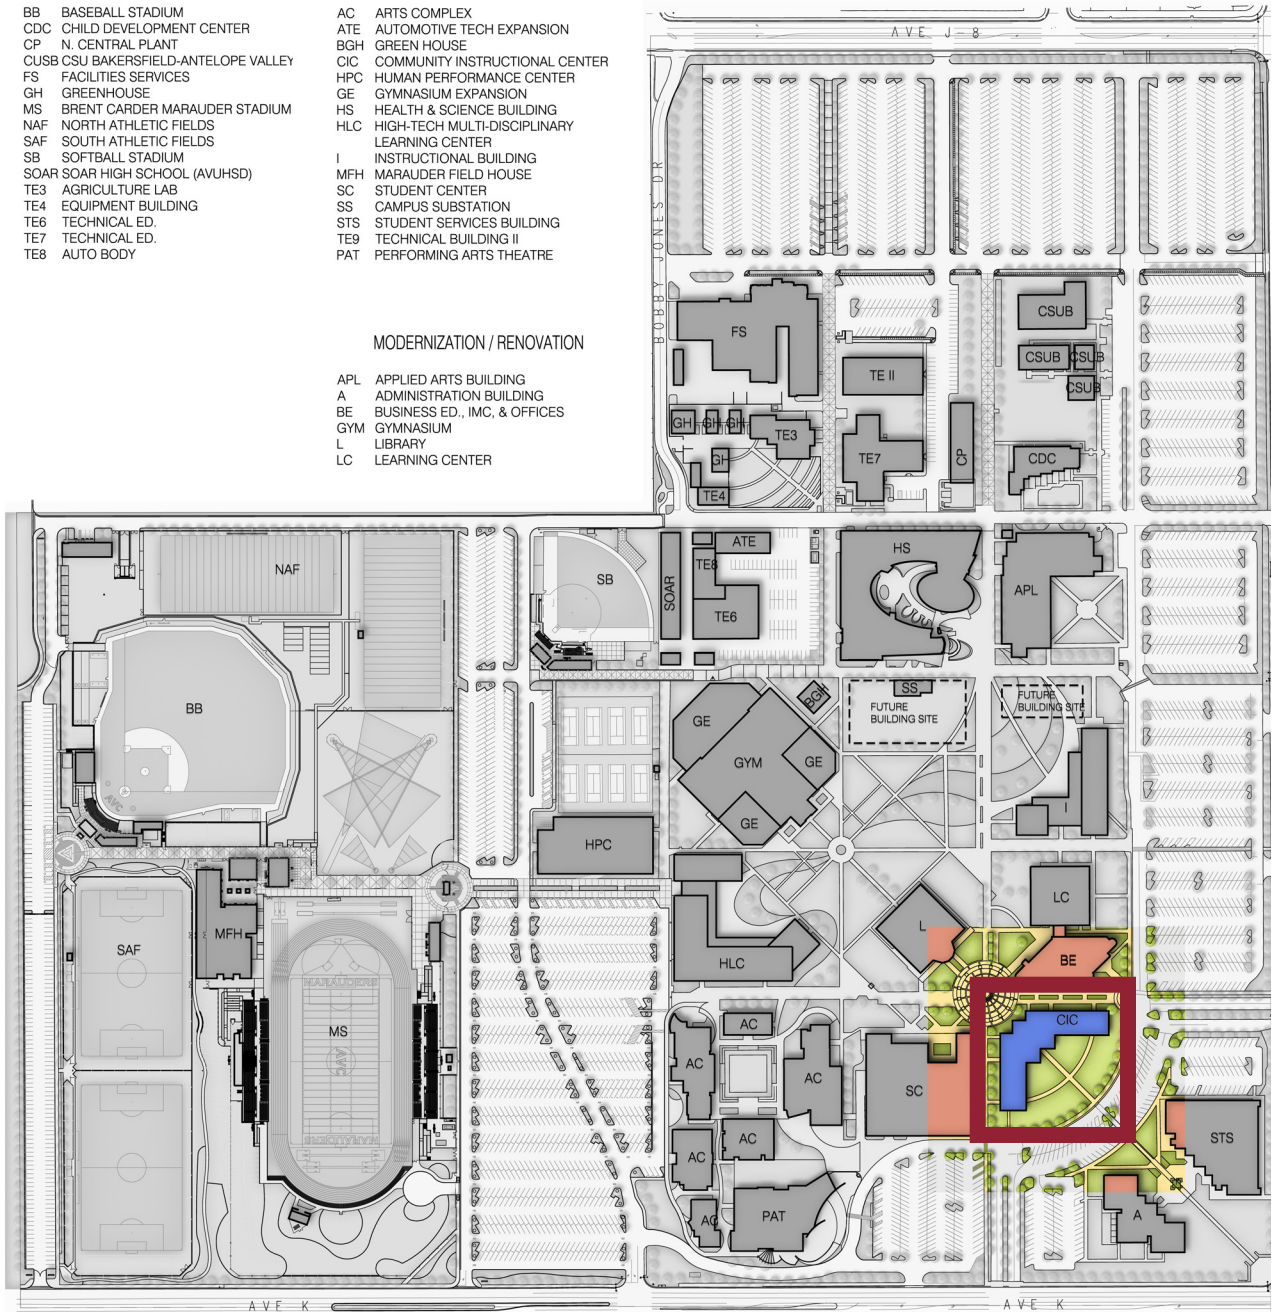 BB BASEBALL STADIUM
CDC CHILD DEVELOPMENT CENTER
CP N. CENTRAL PLANT
CUSB CSU BAKERSFIELD-ANTELOPE VALLEY
FS FACILITIES SERVICES
GH GREENHOUSE
MS BRENT CARDER MARAUDER STADIUM
NAF NORTH ATHLETIC FIELDS
SAF SOUTH ATHLETIC FIELDS
SB SOFTBALL STADIUM
SOAR SOAR HIGH SCHOOL (AVUHSD)
TE3 AGRICULTURE LAB
TE4 EQUIPMENT BUILDING
TE6 TECHNICAL ED.
TE7 TECHNICAL ED.
TE8 AUTO BODY
AC ARTS COMPLEX
ATE AUTOMOTIVE TECH EXPANSION
BGH GREEN HOUSE
CIC COMMUNITY INSTRUCTIONAL CENTER
HPC HUMAN PERFORMANCE CENTER
GE GYMNASIUM EXPANSION
HS HEALTH & SCIENCE BUILDING
HLC HIGH-TECH MULTI-DISCIPLINARY
LEARNING CENTER
I INSTRUCTIONAL BUILDING
MFH MARAUDER FIELD HOUSE
SC STUDENT CENTER
SS CAMPUS SUBSTATION
STS STUDENT SERVICES BUILDING
TE9 TECHNICAL BUILDING II
PAT PERFORMING ARTS THEATRE
MODERNIZATION / RENOVATION
APL APPLIED ARTS BUILDING
A ADMINISTRATION BUILDING
BE BUSINESS ED., IMC, & OFFICES
GYM GYMNASIUM
L LIBRARY
LC LEARNING CENTER
AVE J-8
BOBBY JONES DR
FS
CSUB
CSUB
CSUB
CSUB
TE II
GH
GH
GH
TE3
TE7
CP
CDC
GH
TE4
NAF
SB
SOAR
ATE
TE8
TE6
HS
APL
BB
AVC
GE
BGH
SS
FUTURE
BUILDING SITE
FUTURE
BUILDING SITE
GYM
GE
GE
I
HPC
LC
SAF
MFH
HLC
L
BE
MARAUDERS
MS
AVC
MARAUDERS
AC
AC
AC
SC
CIC
AC
AC
STS
AC
PAT
A
AVE K
AVE K